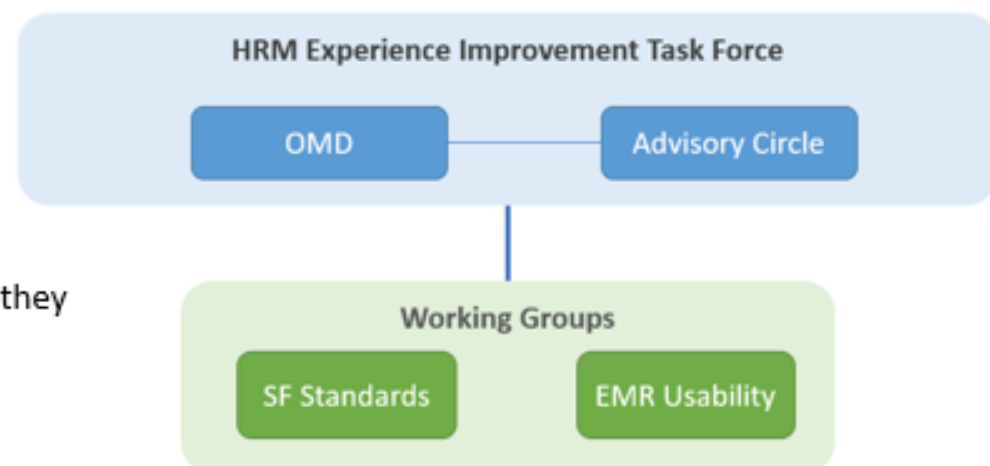 HRM Experience Improvement Task Force
OMD
Advisory Circle
they
Working Groups
SF Standards
EMR Usability